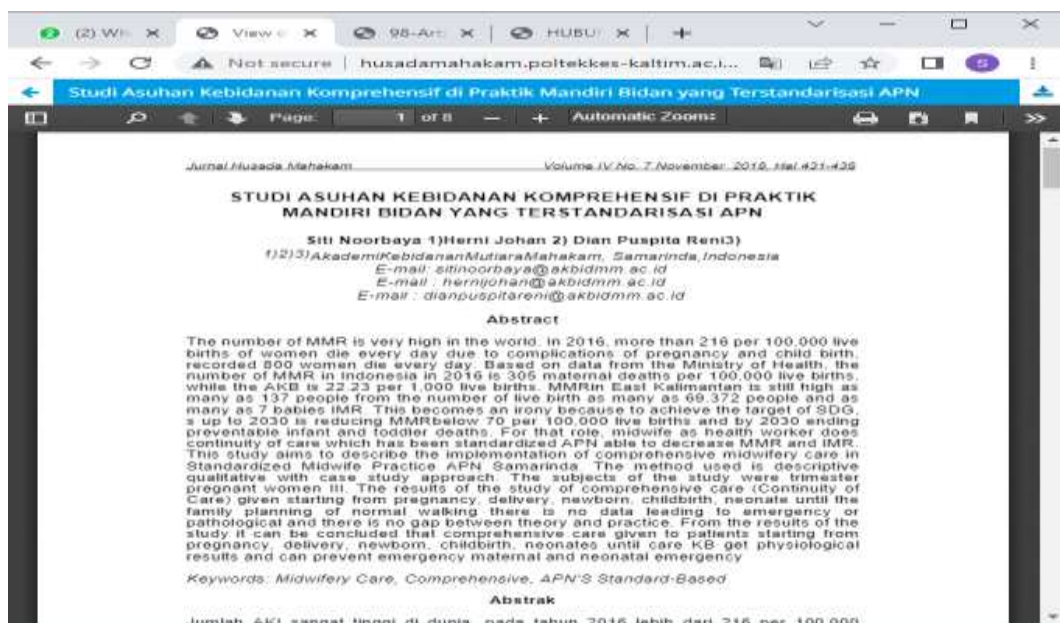 (2) Wh
View o
98-Art
HUBU
Not secure | husadamahakam.poltekkes-kaltim.ac.i...
S
Studi Asuhan Kebidanan Komprehensif di Praktik Mandiri Bidan yang Terstandarisasi APN
Page: 1 of 8 Automatic Zoom
Jurnal Husada Mahakam Volume IV No. 7 November 2018, Hal 431-438
STUDI ASUHAN KEBIDANAN KOMPREHENSIF DI PRAKTIK
MANDIRI BIDAN YANG TERSTANDARISASI APN
Siti Noorbaya 1)Herni Johan 2) Dian Puspita Reni3)
1)2)3)AkademiKebidananMutiaraMahakam, Samarinda,Indonesia
E-mail: sitinoorbaya@akbidmm.ac.id
E-mail : hernijohan@akbidmm.ac.id
E-mail : dianpuspitareni@akbidmm.ac.id
Abstract
The number of MMR is very high in the world. In 2016, more than 216 per 100.000 live
births of women die every day due to complications of pregnancy and child birth,
recorded 800 women die every day. Based on data from the Ministry of Health, the
number of MMR in Indonesia in 2016 is 305 maternal deaths per 100,000 live births,
while the AKB is 22.23 per 1,000 live births. MMRin East Kalimantan is still high as
many as 137 people from the number of live birth as many as 69.372 people and as
many as 7 babies IMR. This becomes an irony because to achieve the target of SDG,
s up to 2030 is reducing MMRbelow 70 per 100,000 live births and by 2030 ending
preventable infant and toddler deaths. For that role, midwife as health worker does
continuity of care which has been standardized APN able to decrease MMR and IMR.
This study aims to describe the implementation of comprehensive midwifery care in
Standardized Midwife Practice APN Samarinda. The method used is descriptive
qualitative with case study approach. The subjects of the study were trimester
pregnant women III. The results of the study of comprehensive care (Continuity of
Care) given starting from pregnancy, delivery, newborn, childbirth, neonate until the
family planning of normal walking there is no data leading to emergency or
pathological and there is no gap between theory and practice. From the results of the
study it can be concluded that comprehensive care given to patients starting from
pregnancy, delivery, newborn, childbirth, neonates until care KB get physiological
results and can prevent emergency maternal and neonatal emergency
Keywords: Midwifery Care, Comprehensive, APN'S Standard-Based
Abstrak
Jumlah AKI sangat tinggi di dunia, pada tahun 2016 lebih dari 216 per 100.000